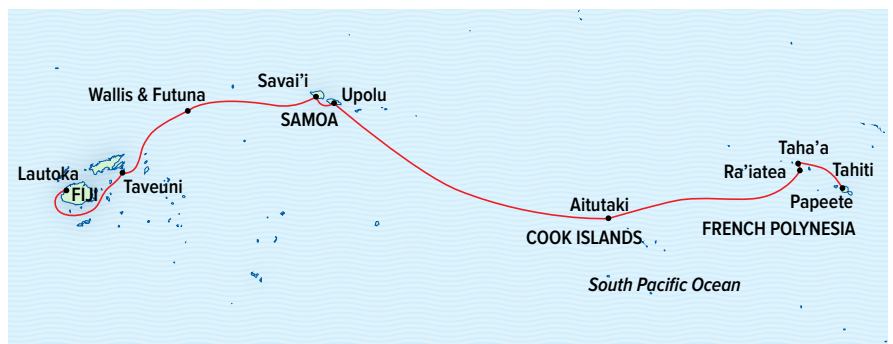 Savai'i
Wallis & Futuna
Upolu
SAMOA
Taha'a
Lautoka
Ra'iatea
Tahiti
FIJI
Taveuni
Aitutaki
Papeete
COOK ISLANDS
FRENCH POLYNESIA
South Pacific Ocean